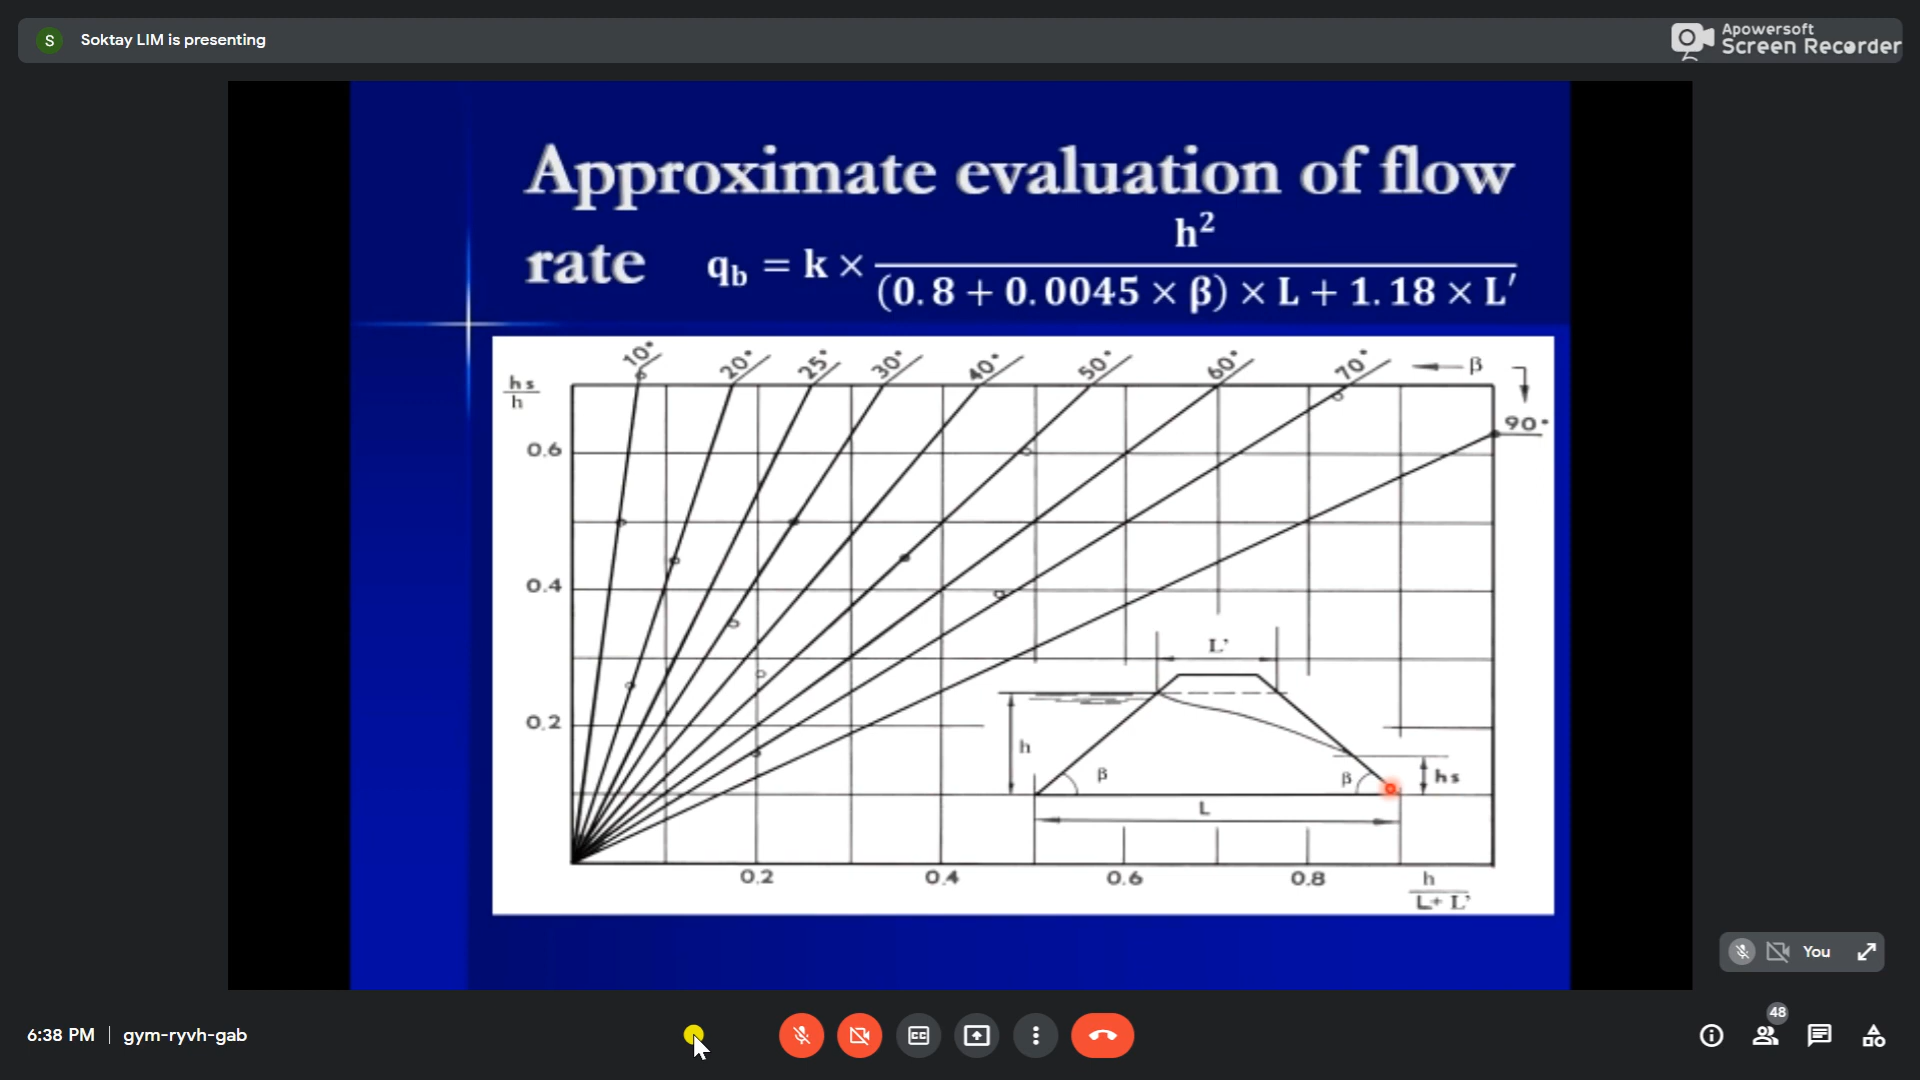 S Soktay LIM is presenting
Apowersoft
Screen Recorder
Approximate evaluation of flow
rate q_b = k × h² / ((0.8 + 0.0045 × β) × L + 1.18 × L′)
10° 20° 25° 30° 40° 50° 60° 70° β
hs
h
90°
0.6
0.4
L'
0.2
h
β β hs
L
0.2 0.4 0.6 0.8 h
L+ L'
You
48
6:38 PM | gym-ryvh-gab
CC